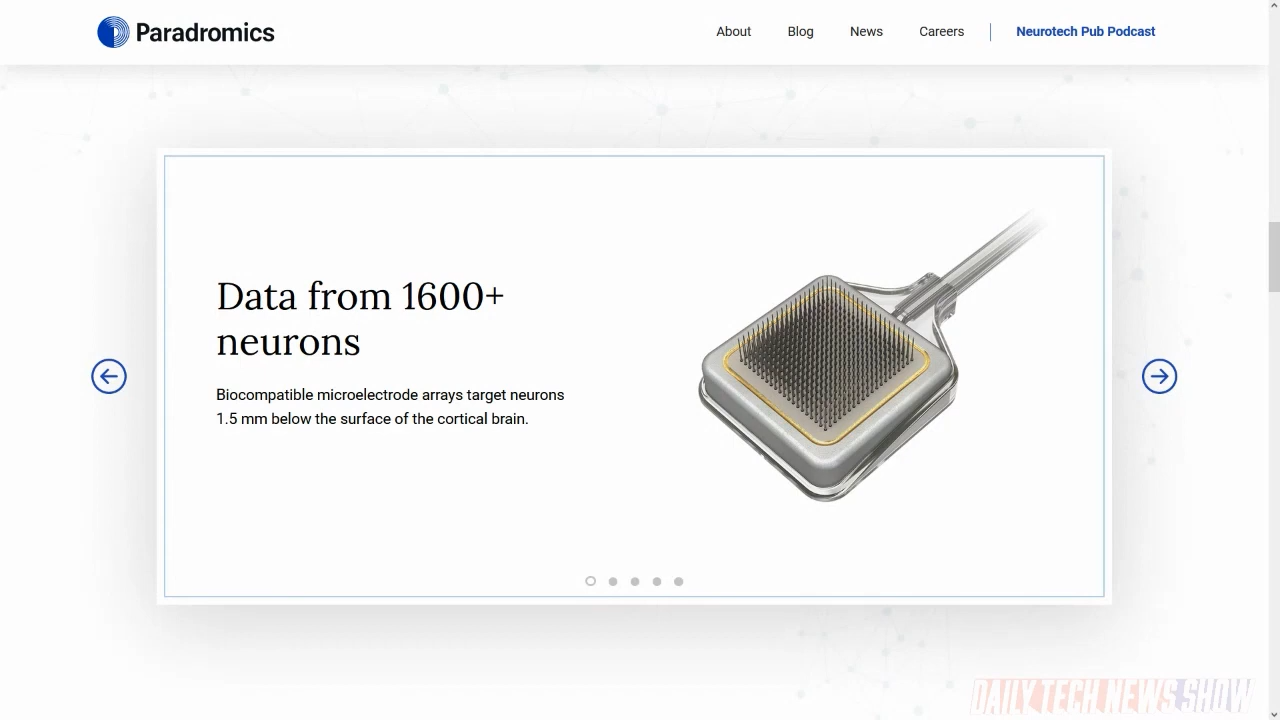 Paradromics
About
Blog
News
Careers
Neurotech Pub Podcast
Data from 1600+
neurons
Biocompatible microelectrode arrays target neurons
1.5 mm below the surface of the cortical brain.
DAILY TECH NEWS SHOW